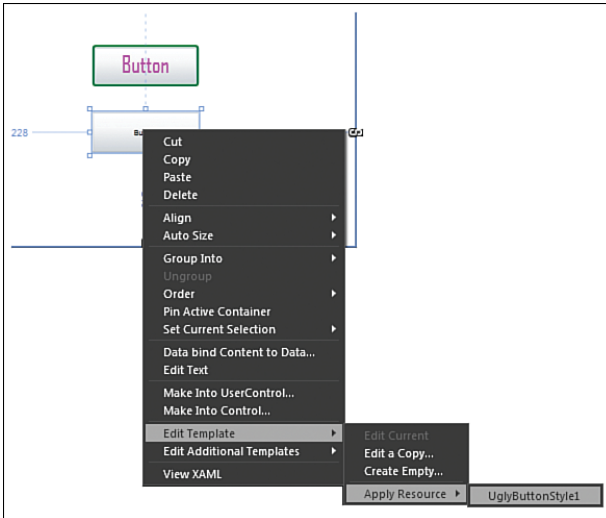 Button
228
Bu
Cut
Copy
Paste
Delete
Align
Auto Size
Group Into
Ungroup
Order
Pin Active Container
Set Current Selection
Data bind Content to Data...
Edit Text
Make Into UserControl...
Make Into Control...
Edit Template
Edit Additional Templates
View XAML
Edit Current
Edit a Copy...
Create Empty...
Apply Resource
UglyButtonStyle1